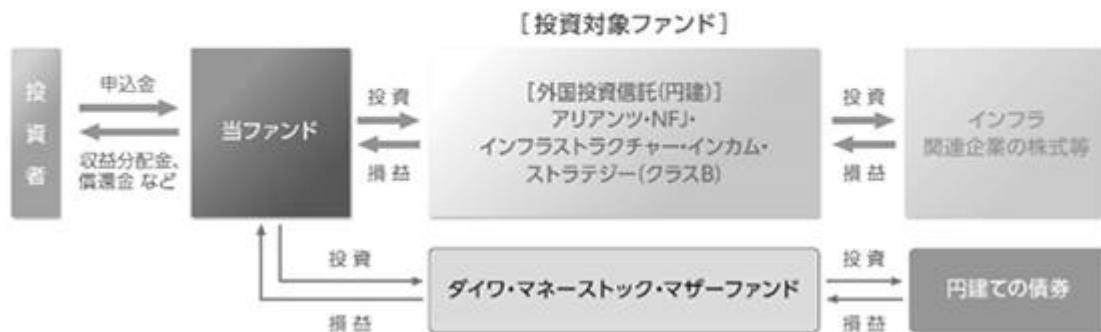 [投資対象ファンド]
投資者
申込金
収益分配金、
償還金 など
当ファンド
投 資
損 益
[外国投資信託(円建)]
アリアンツ・NFJ・
インフラストラクチャー・インカム・
ストラテジー(クラスB)
投 資
損 益
インフラ
関連企業の株式等
投 資
損 益
ダイワ・マネーストック・マザーファンド
投 資
損 益
円建ての債券